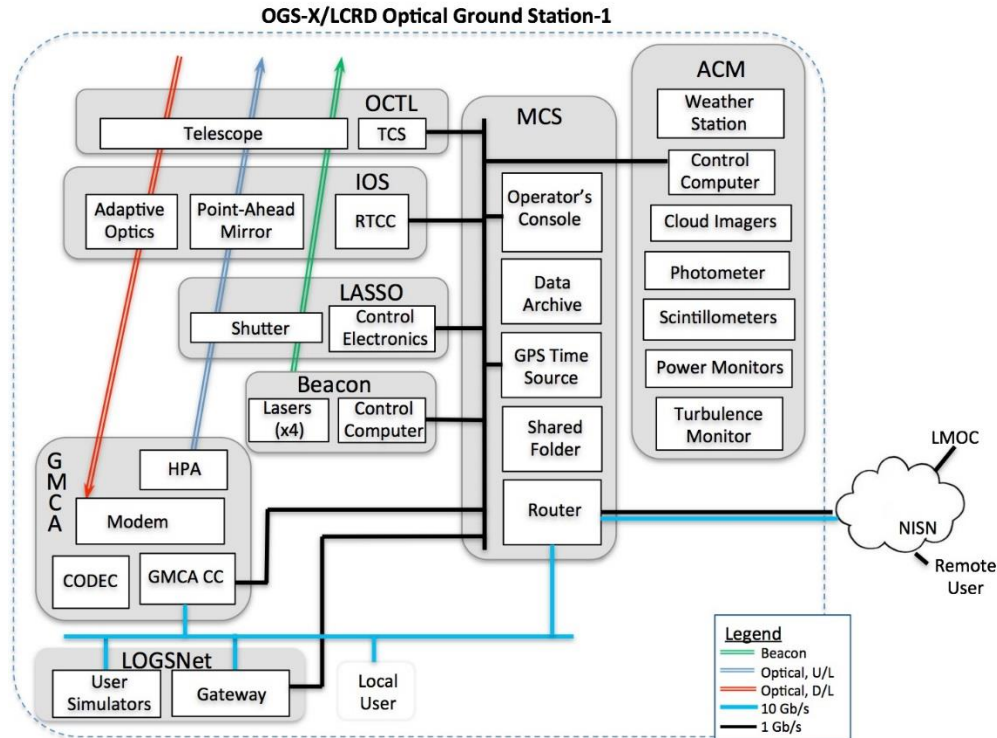 OGS-X/LCRD Optical Ground Station-1
OCTL
Telescope
TCS
IOS
Adaptive
Optics
Point-Ahead
Mirror
RTCC
LASSO
Shutter
Control
Electronics
Beacon
Lasers
(x4)
Control
Computer
GMCA
HPA
Modem
CODEC
GMCA CC
LOGSNet
User
Simulators
Gateway
Local
User
MCS
Operator's
Console
Data
Archive
GPS Time
Source
Shared
Folder
Router
ACM
Weather
Station
Control
Computer
Cloud Imagers
Photometer
Scintillometers
Power Monitors
Turbulence
Monitor
LMOC
NISN
Remote
User
Legend
Beacon
Optical, U/L
Optical, D/L
10 Gb/s
1 Gb/s